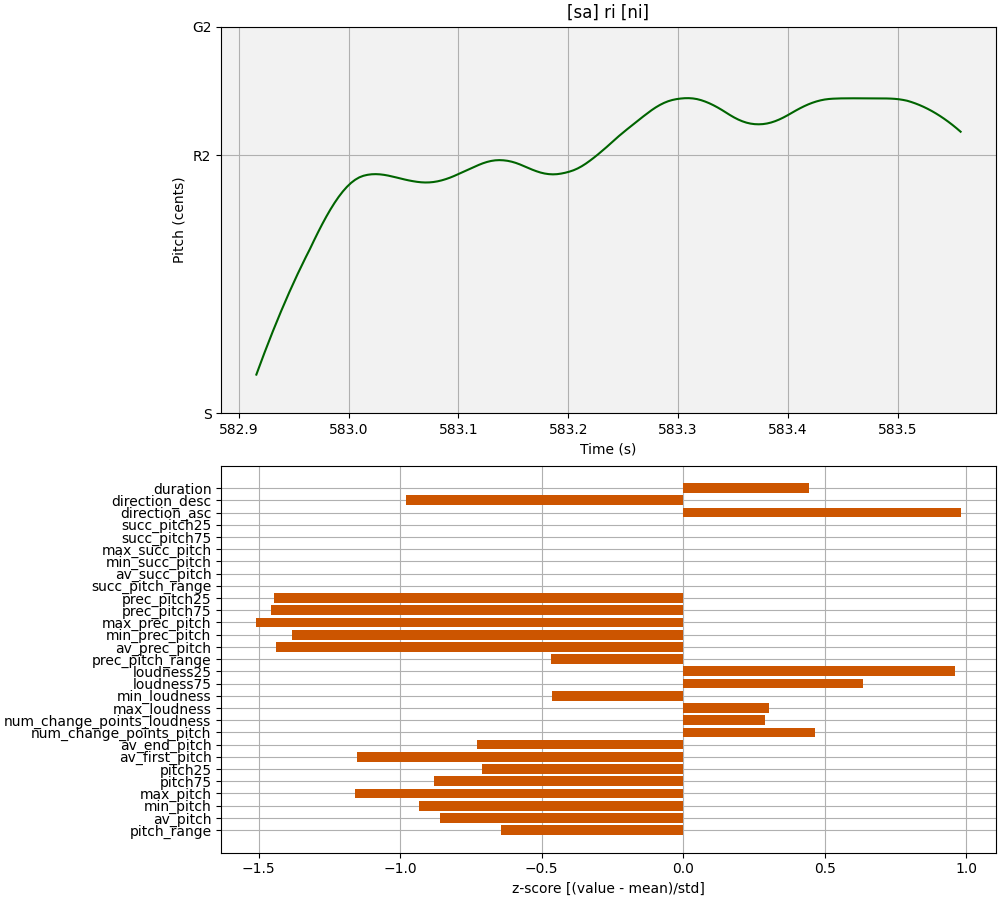 [sa] ri [ni]
G2
R2
S
Pitch (cents)
582.9 583.0 583.1 583.2 583.3 583.4 583.5
Time (s)
duration
direction_desc
direction_asc
succ_pitch25
succ_pitch75
max_succ_pitch
min_succ_pitch
av_succ_pitch
succ_pitch_range
prec_pitch25
prec_pitch75
max_prec_pitch
min_prec_pitch
av_prec_pitch
prec_pitch_range
loudness25
loudness75
min_loudness
max_loudness
num_change_points_loudness
num_change_points_pitch
av_end_pitch
av_first_pitch
pitch25
pitch75
max_pitch
min_pitch
av_pitch
pitch_range
−1.5 −1.0 −0.5 0.0 0.5 1.0
z-score [(value - mean)/std]